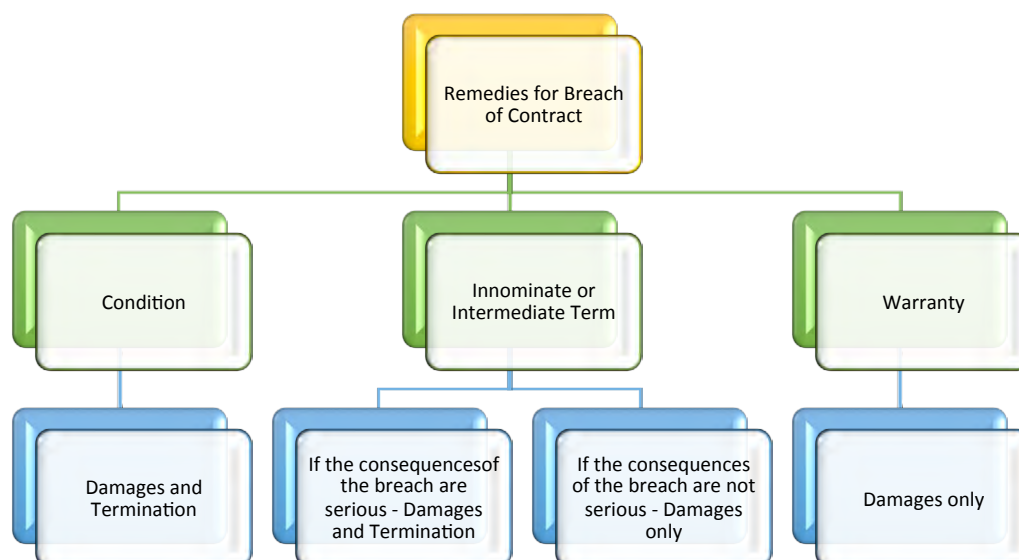 Remedies for Breach
of Contract
Condition
Innominate or
Intermediate Term
Warranty
Damages and
Termination
If the consequencesof
the breach are
serious - Damages
and Termination
If the consequences
of the breach are not
serious - Damages
only
Damages only